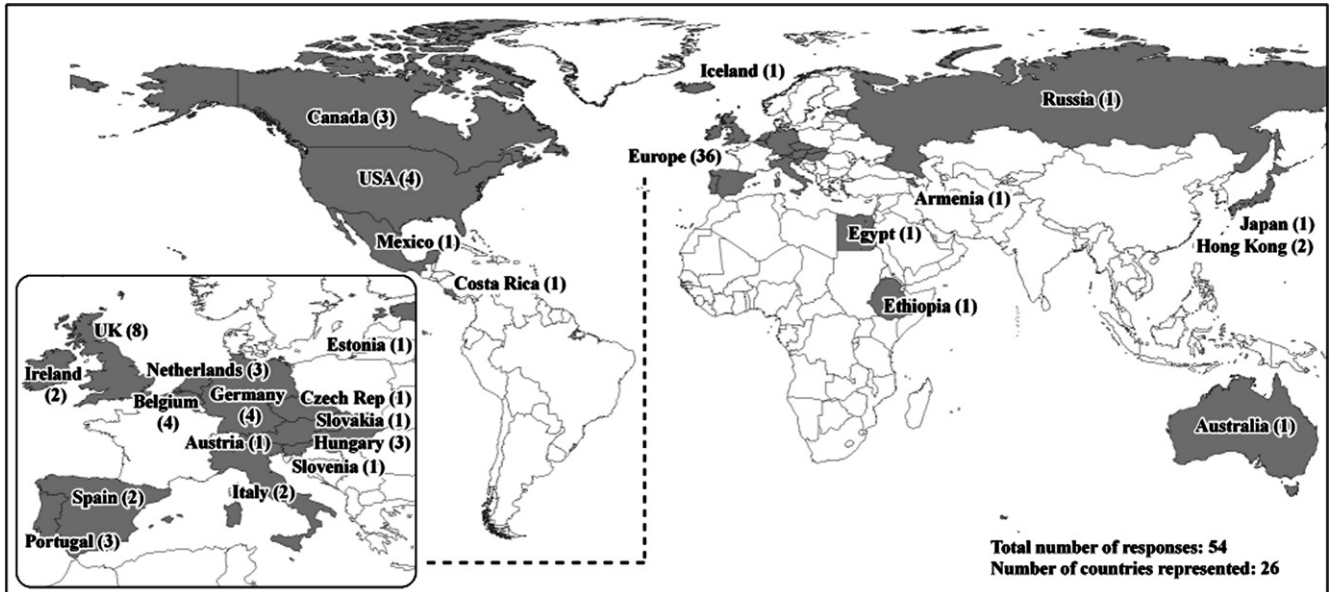 Iceland (1)
Russia (1)
Canada (3)
Europe (36)
USA (4)
Armenia (1)
Mexico (1)
Egypt (1)
Japan (1)
Hong Kong (2)
Costa Rica (1)
Ethiopia (1)
Australia (1)
UK (8)
Estonia (1)
Ireland
(2)
Netherlands (3)
Belgium
(4)
Germany
(4)
Czech Rep (1)
Slovakia (1)
Austria (1)
Hungary (3)
Slovenia (1)
Spain (2)
Italy (2)
Portugal (3)
Total number of responses: 54
Number of countries represented: 26